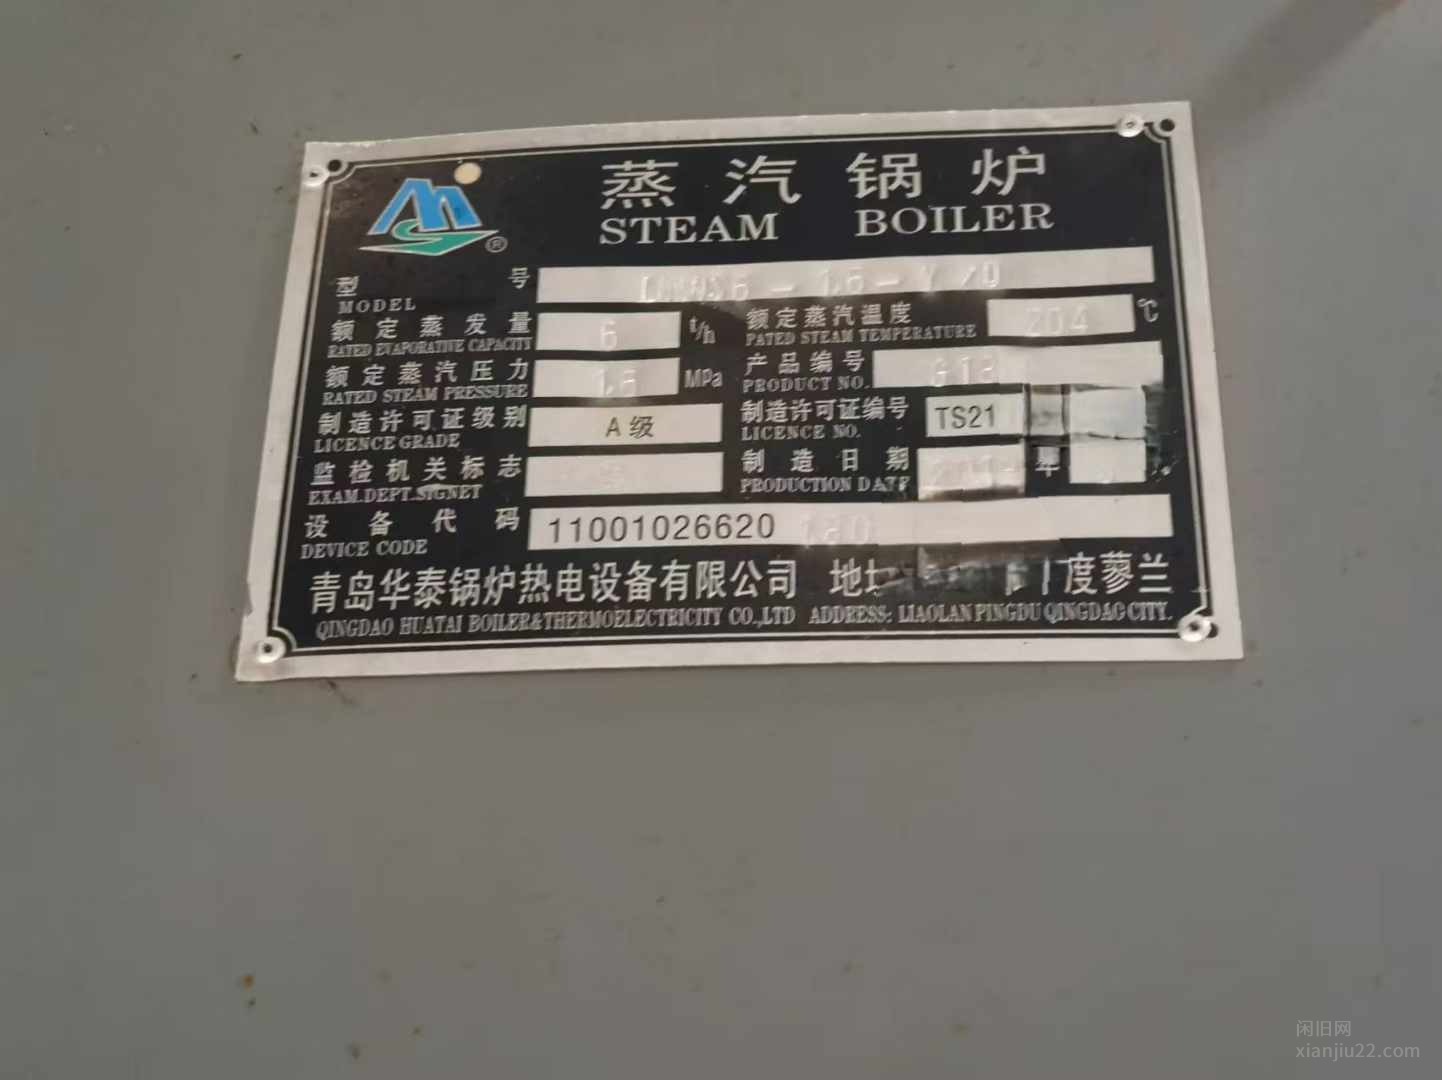 蒸汽锅炉
STEAM BOILER
®
型号
MODEL
额定蒸发量 6 t/h
RATED EVAPORATIVE CAPACITY
额定蒸汽温度 204 ℃
PATED STEAM TEMPERATURE
额定蒸汽压力 1.6 MPa
RATED STEAM PRESSURE
产品编号
PRODUCT NO.
制造许可证级别 A级
LICENCE GRADE
制造许可证编号 TS21
LICENCE NO.
监检机关标志
EXAM.DEPT.SIGNET
制造日期 年
PRODUCTION DATE
设备代码 11001026620
DEVICE CODE
青岛华泰锅炉热电设备有限公司 度蓼兰
QINGDAO HUATAI BOILER&THERMOELECTRICITY CO.,LTD ADDRESS: LIAOLAN PINGDU QINGDAO CITY.
闲旧网
xianjiu22.com